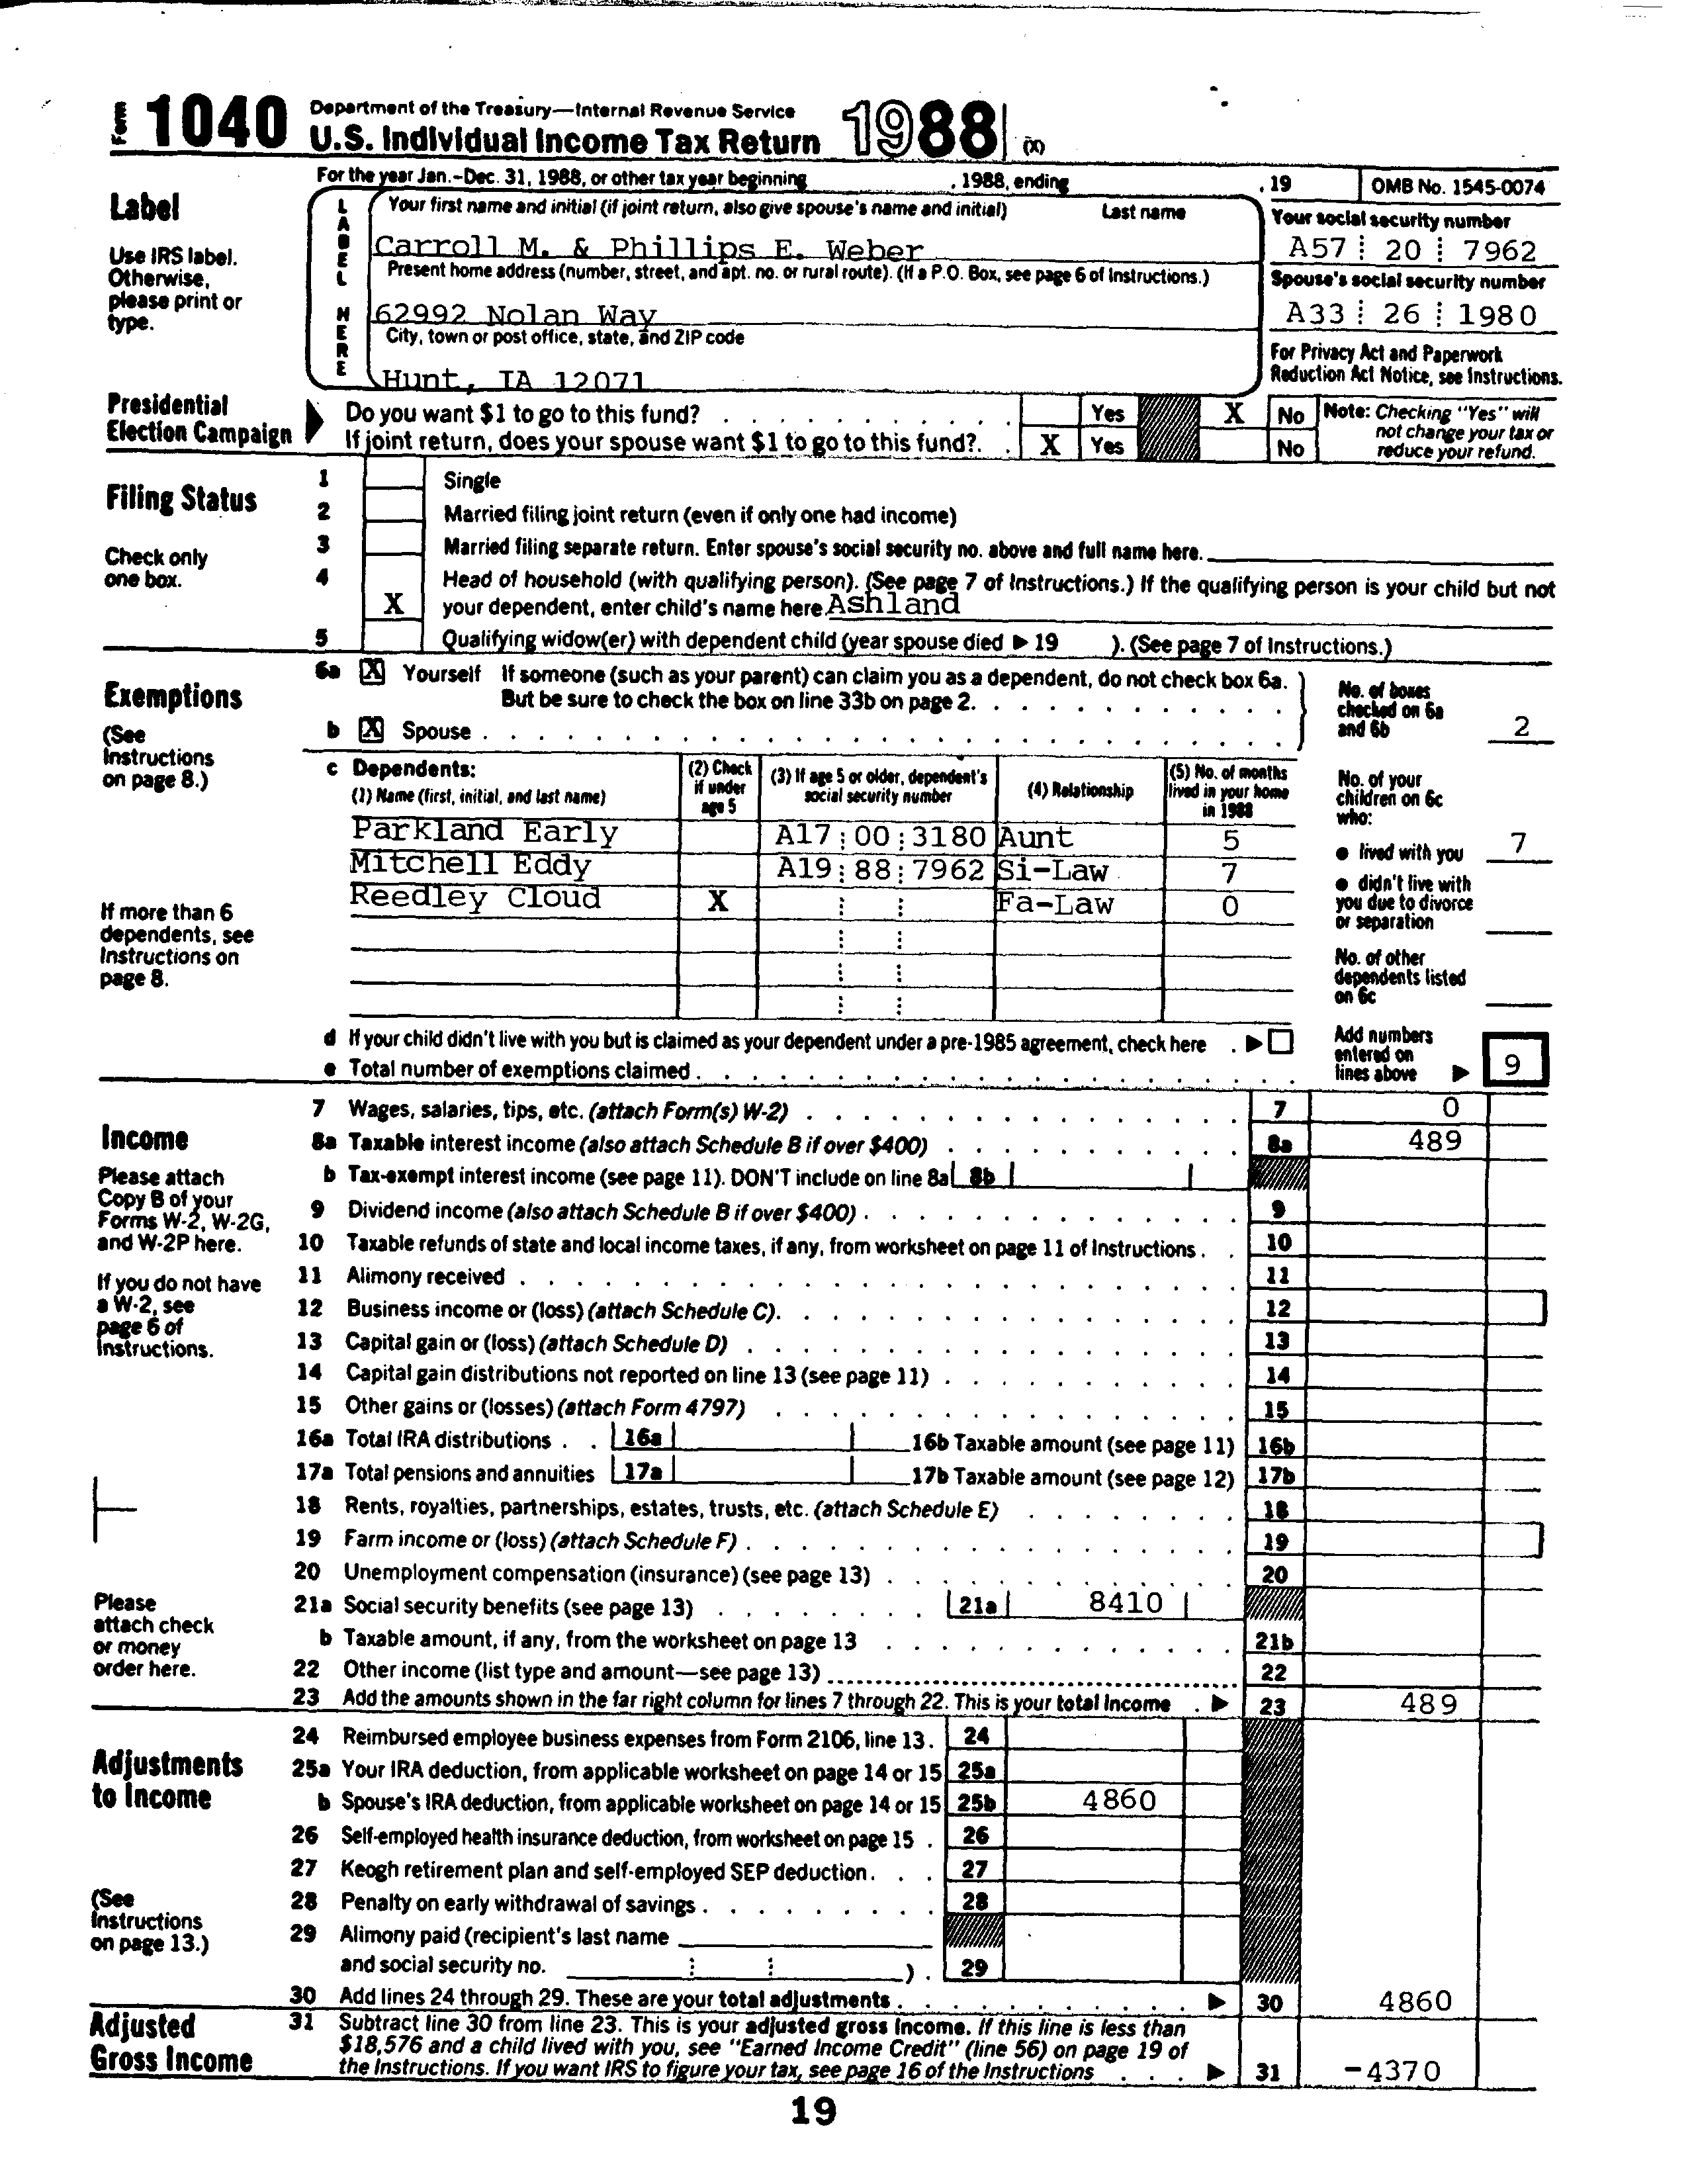 Form 1040 Department of the Treasury—Internal Revenue Service
U.S. Individual Income Tax Return 1988 (X)
For the year Jan.–Dec. 31, 1988, or other tax year beginning , 1988, ending , 19 OMB No. 1545-0074
Label
Use IRS label.
Otherwise,
please print or
type.
LABEL HERE
Your first name and initial (if joint return, also give spouse's name and initial) Last name
Carroll M. & Phillips E. Weber
Present home address (number, street, and apt. no. or rural route). (If a P.O. Box, see page 6 of Instructions.)
62992 Nolan Way
City, town or post office, state, and ZIP code
Hunt, IA 12071
Your social security number
A57 20 7962
Spouse's social security number
A33 26 1980
For Privacy Act and Paperwork
Reduction Act Notice, see Instructions.
Presidential
Election Campaign
Do you want $1 to go to this fund? Yes X No
If joint return, does your spouse want $1 to go to this fund?. X Yes No
Note: Checking "Yes" will
not change your tax or
reduce your refund.
Filing Status
Check only
one box.
1 Single
2 Married filing joint return (even if only one had income)
3 Married filing separate return. Enter spouse's social security no. above and full name here.
4 Head of household (with qualifying person). (See page 7 of Instructions.) If the qualifying person is your child but not
X your dependent, enter child's name here Ashland
5 Qualifying widow(er) with dependent child (year spouse died ▶ 19 ). (See page 7 of Instructions.)
Exemptions
(See
Instructions
on page 8.)
6a X Yourself If someone (such as your parent) can claim you as a dependent, do not check box 6a.
But be sure to check the box on line 33b on page 2.
b X Spouse
No. of boxes
checked on 6a
and 6b 2
c Dependents:
(1) Name (first, initial, and last name)
(2) Check
if under
age 5
(3) If age 5 or older, dependent's
social security number
(4) Relationship
(5) No. of months
lived in your home
in 1988
Parkland Early A17 00 3180 Aunt 5
Mitchell Eddy A19 88 7962 Si-Law 7
Reedley Cloud X Fa-Law 0
If more than 6
dependents, see
Instructions on
page 8.
No. of your
children on 6c
who:
● lived with you 7
● didn't live with
you due to divorce
or separation
No. of other
dependents listed
on 6c
d If your child didn't live with you but is claimed as your dependent under a pre-1985 agreement, check here . ▶
e Total number of exemptions claimed
Add numbers
entered on
lines above ▶ 9
Income
Please attach
Copy B of your
Forms W-2, W-2G,
and W-2P here.
If you do not have
a W-2, see
page 6 of
Instructions.
7 Wages, salaries, tips, etc. (attach Form(s) W-2) 7 0
8a Taxable interest income (also attach Schedule B if over $400) 8a 489
b Tax-exempt interest income (see page 11). DON'T include on line 8a 8b
9 Dividend income (also attach Schedule B if over $400) 9
10 Taxable refunds of state and local income taxes, if any, from worksheet on page 11 of Instructions 10
11 Alimony received 11
12 Business income or (loss) (attach Schedule C). 12
13 Capital gain or (loss) (attach Schedule D) 13
14 Capital gain distributions not reported on line 13 (see page 11) 14
15 Other gains or (losses) (attach Form 4797) 15
16a Total IRA distributions 16a 16b Taxable amount (see page 11) 16b
17a Total pensions and annuities 17a 17b Taxable amount (see page 12) 17b
18 Rents, royalties, partnerships, estates, trusts, etc. (attach Schedule E) 18
19 Farm income or (loss) (attach Schedule F) 19
20 Unemployment compensation (insurance) (see page 13) 20
21a Social security benefits (see page 13) 21a 8410
b Taxable amount, if any, from the worksheet on page 13 21b
22 Other income (list type and amount—see page 13) 22
23 Add the amounts shown in the far right column for lines 7 through 22. This is your total income ▶ 23 489
Please
attach check
or money
order here.
Adjustments
to Income
(See
Instructions
on page 13.)
24 Reimbursed employee business expenses from Form 2106, line 13. 24
25a Your IRA deduction, from applicable worksheet on page 14 or 15 25a
b Spouse's IRA deduction, from applicable worksheet on page 14 or 15 25b 4860
26 Self-employed health insurance deduction, from worksheet on page 15 26
27 Keogh retirement plan and self-employed SEP deduction 27
28 Penalty on early withdrawal of savings 28
29 Alimony paid (recipient's last name
and social security no. ). 29
30 Add lines 24 through 29. These are your total adjustments ▶ 30 4860
Adjusted
Gross Income
31 Subtract line 30 from line 23. This is your adjusted gross income. If this line is less than
$18,576 and a child lived with you, see "Earned Income Credit" (line 56) on page 19 of
the Instructions. If you want IRS to figure your tax, see page 16 of the Instructions ▶ 31 -4370
19